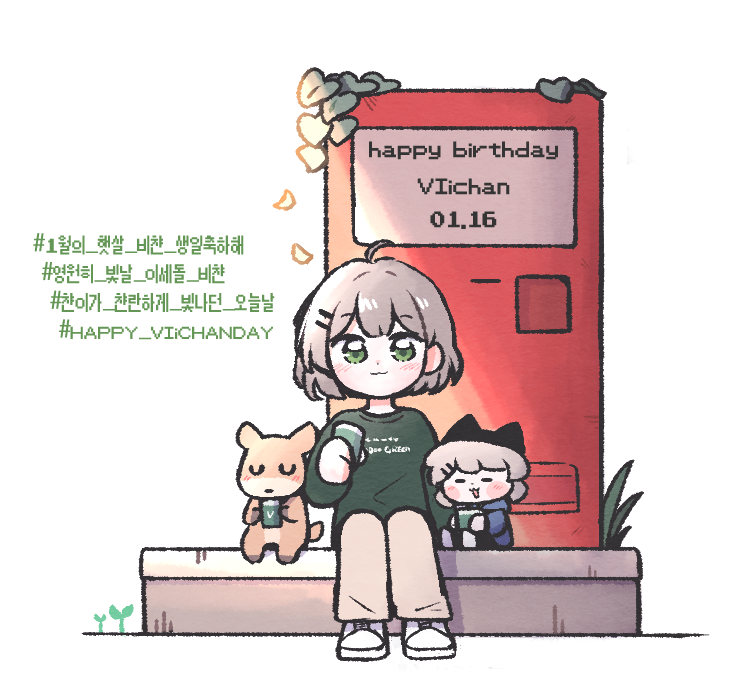 happy birthday
VIichan
01.16
#1월의_햇살_비챤_생일축하해
#영원히_빛날_이세돌_비챤
#챤이가_챤란하게_빛나던_오늘날
#HAPPY_VIiCHANDAY
V